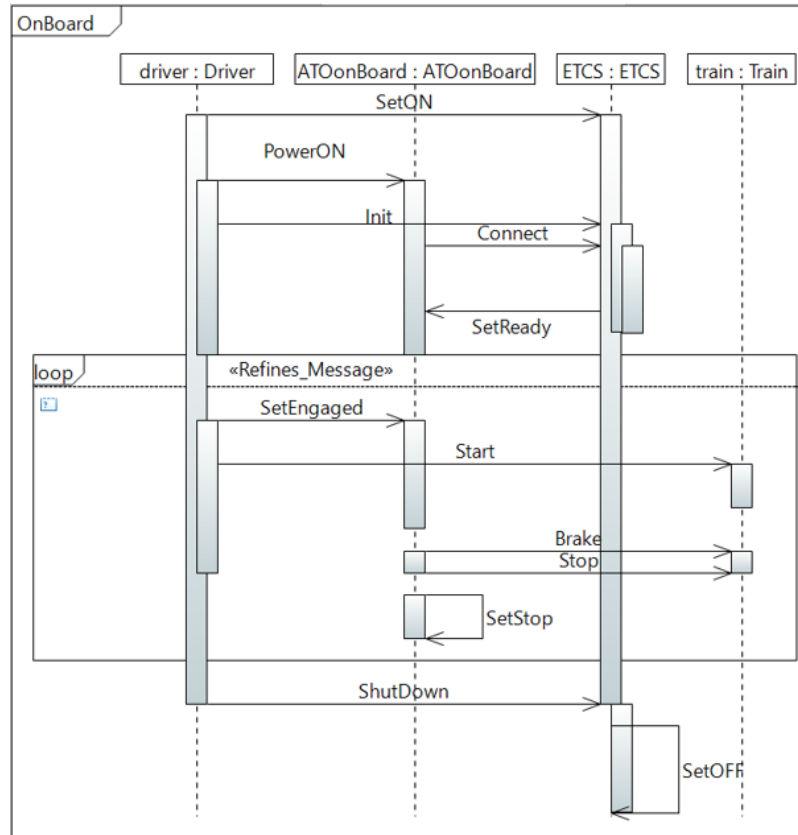 OnBoard
driver : Driver
ATOonBoard : ATOonBoard
ETCS : ETCS
train : Train
SetON
PowerON
Init
Connect
SetReady
loop
«Refines_Message»
SetEngaged
Start
Brake
Stop
SetStop
ShutDown
SetOFF